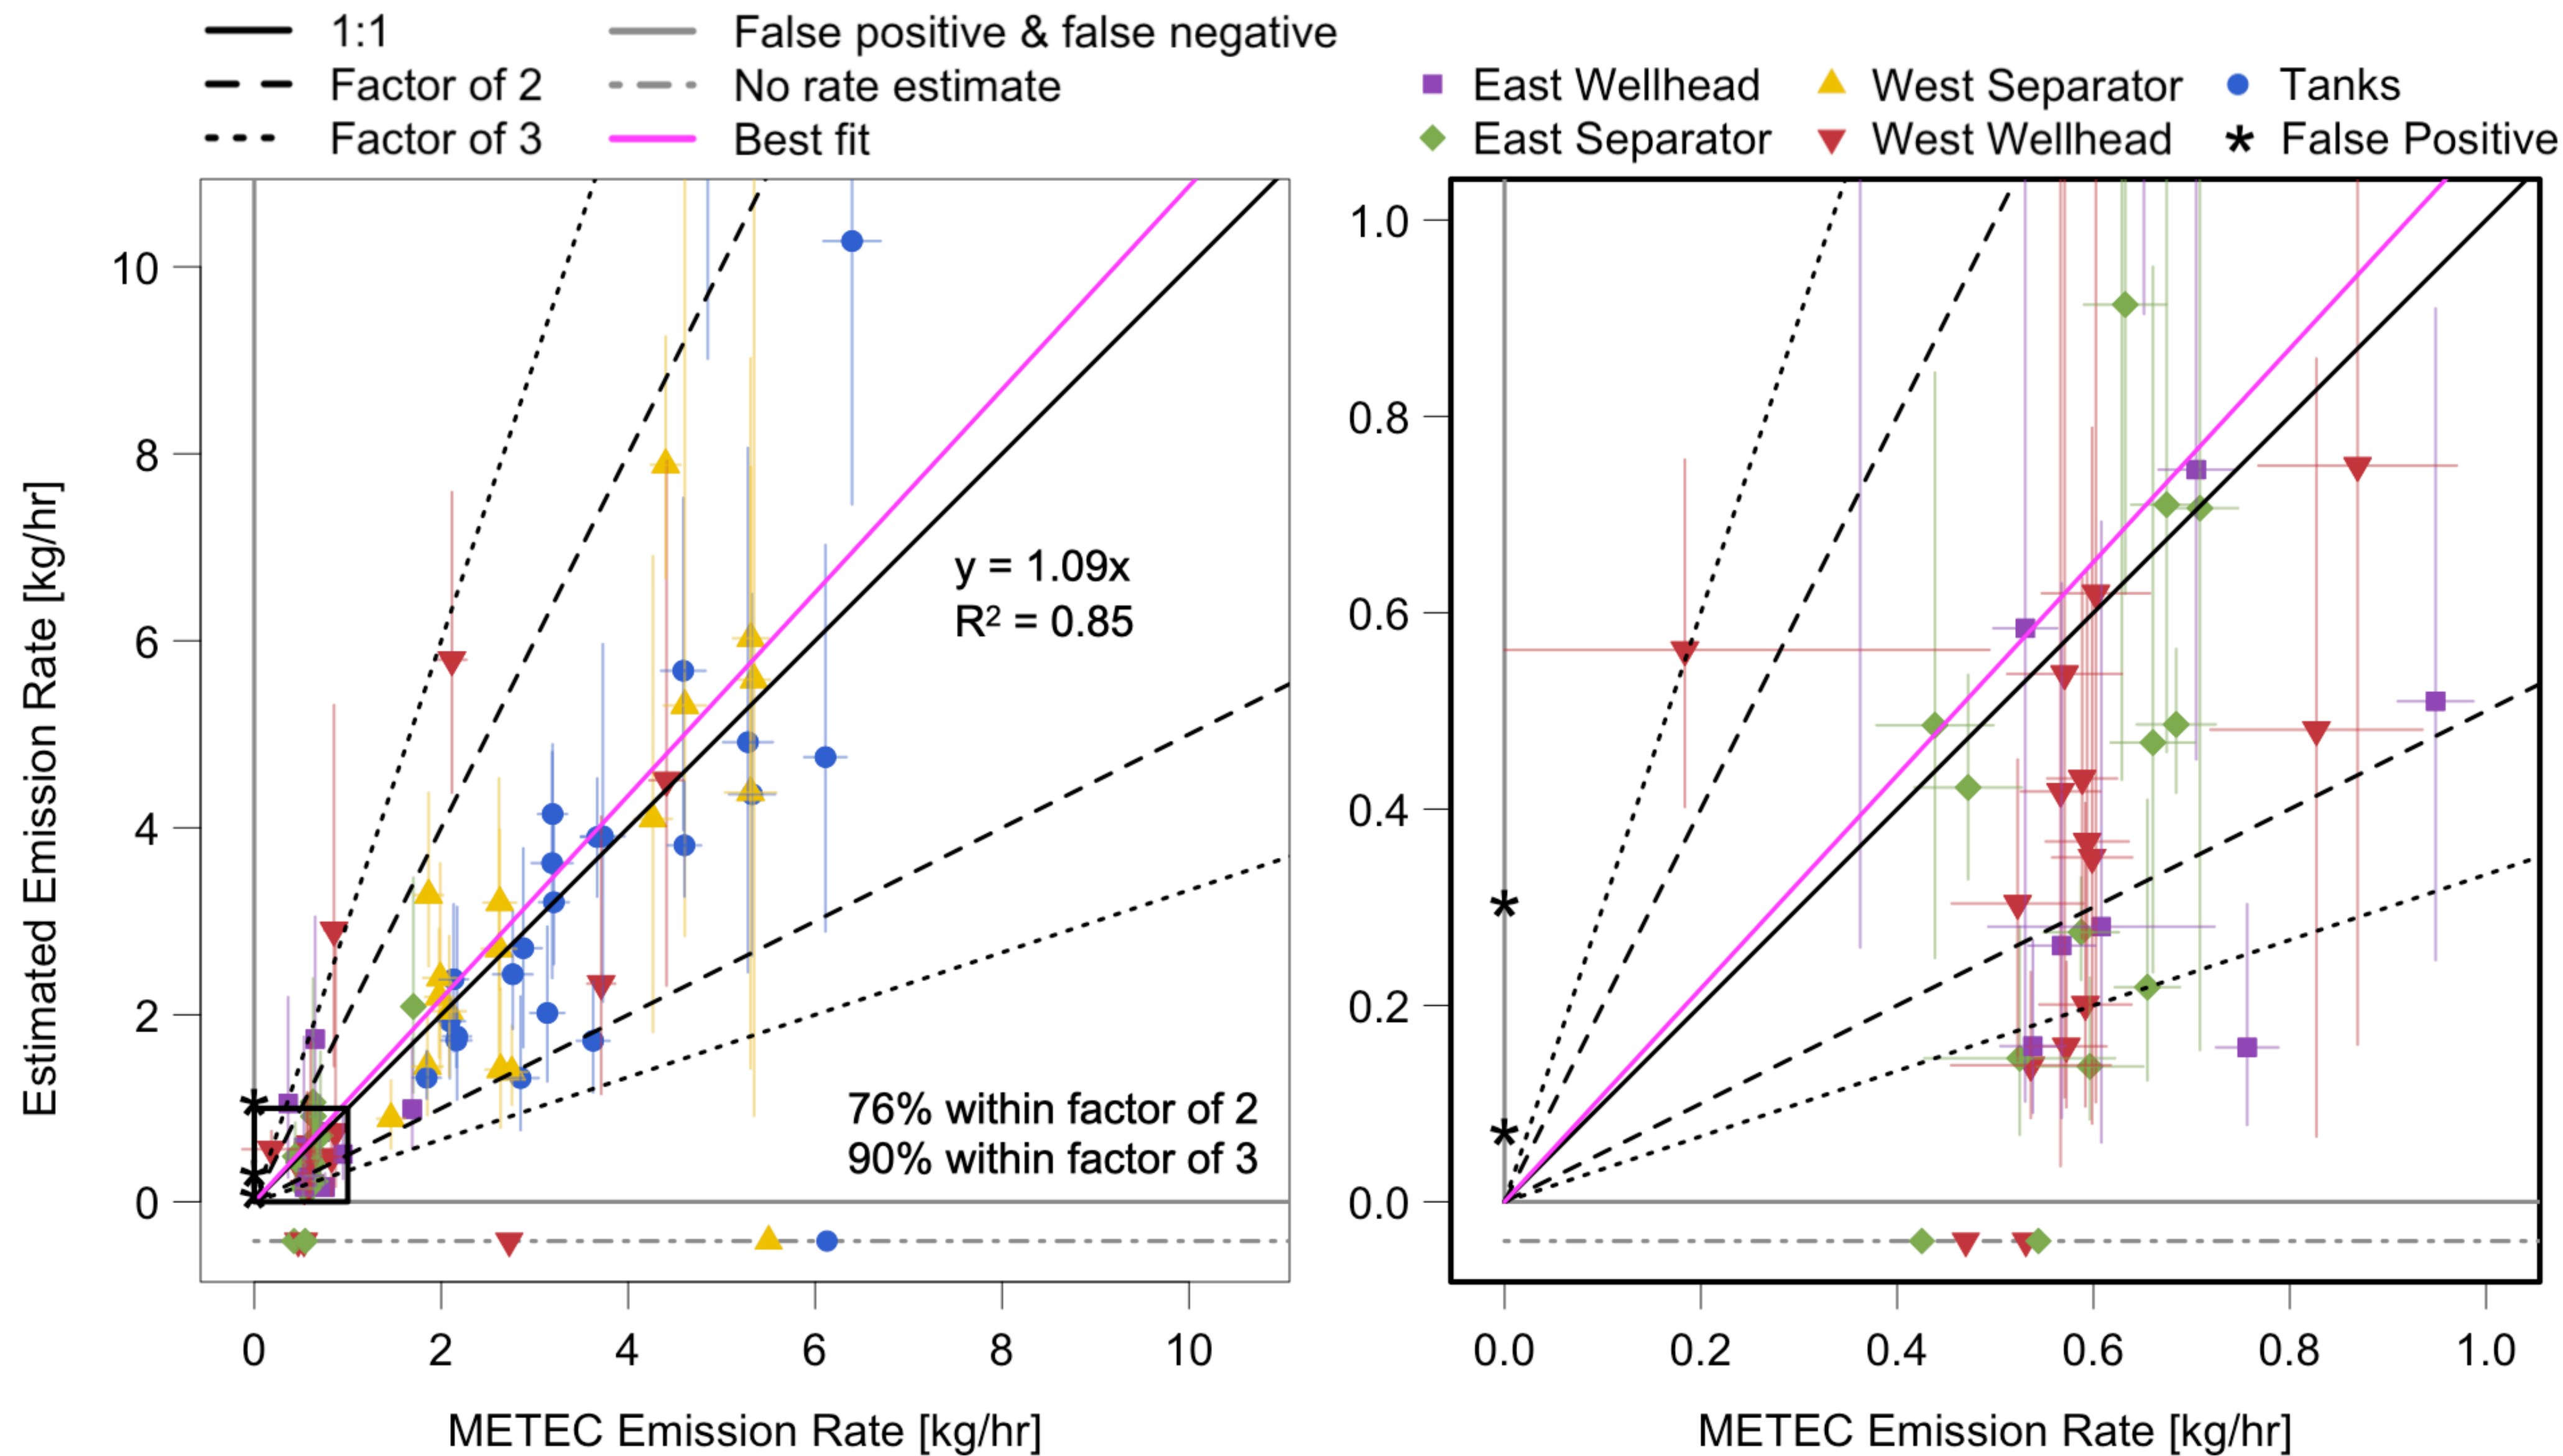 1:1
Factor of 2
Factor of 3
False positive & false negative
No rate estimate
Best fit
East Wellhead
East Separator
West Separator
West Wellhead
Tanks
False Positive
Estimated Emission Rate [kg/hr]
10
8
6
4
2
0
y = 1.09x
R² = 0.85
76% within factor of 2
90% within factor of 3
0 2 4 6 8 10
METEC Emission Rate [kg/hr]
1.0
0.8
0.6
0.4
0.2
0.0
0.0 0.2 0.4 0.6 0.8 1.0
METEC Emission Rate [kg/hr]